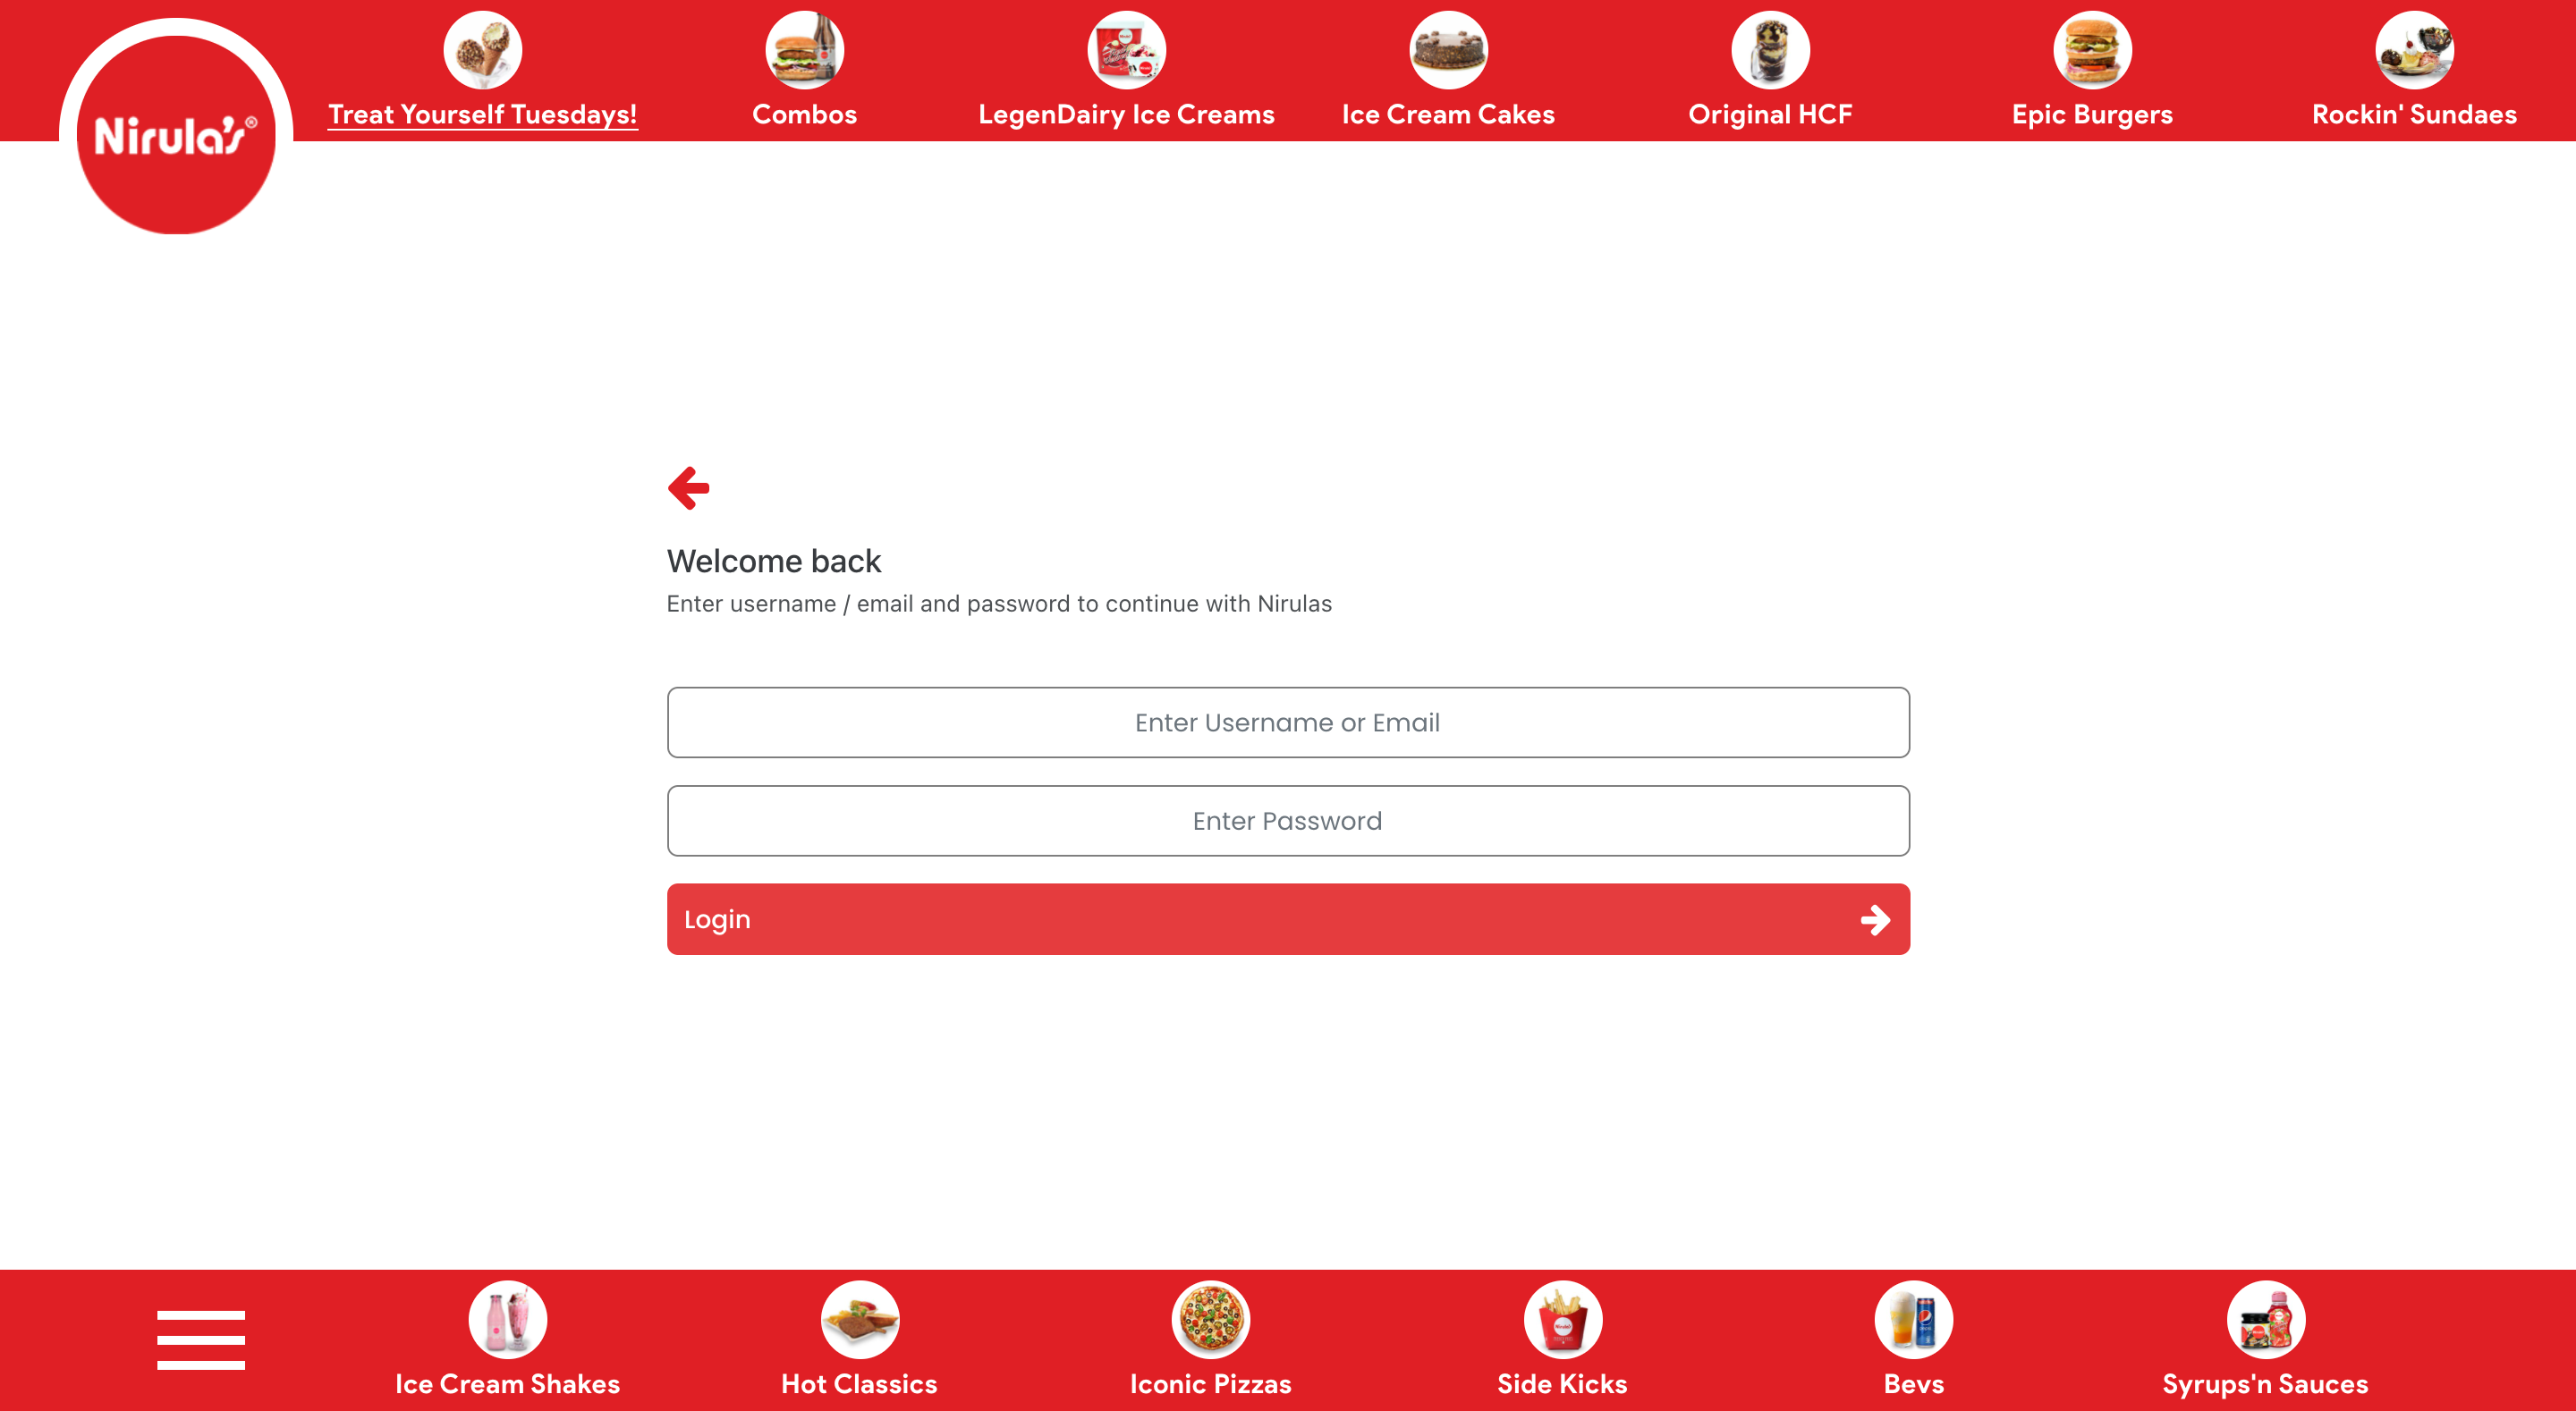 Nirula's®
Treat Yourself Tuesdays!
Combos
LegenDairy Ice Creams
Ice Cream Cakes
Original HCF
Epic Burgers
Rockin' Sundaes
Welcome back
Enter username / email and password to continue with Nirulas
Enter Username or Email
Enter Password
Login
Ice Cream Shakes
Hot Classics
Iconic Pizzas
Side Kicks
Bevs
Syrups'n Sauces